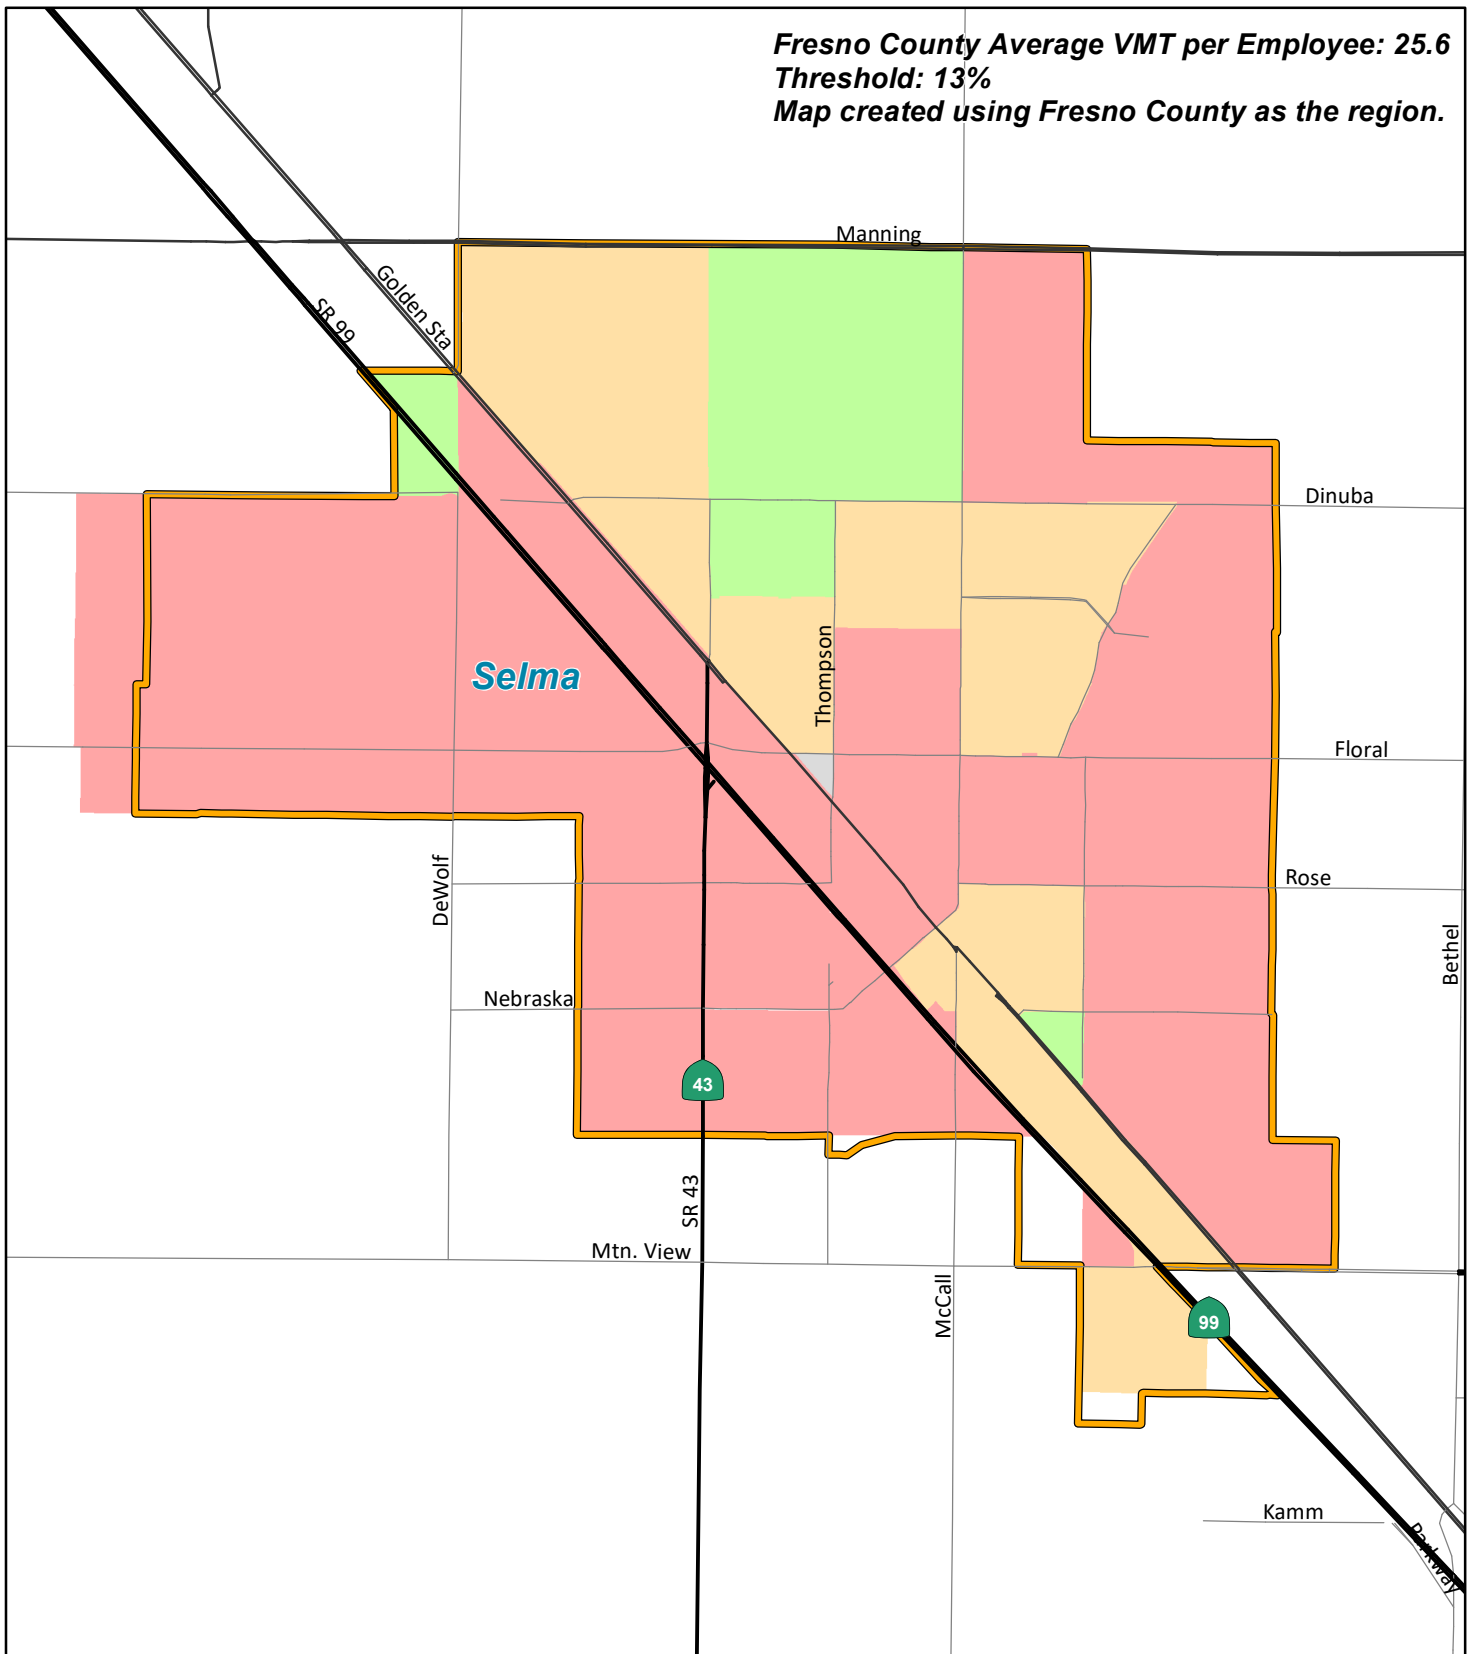 Fresno County Average VMT per Employee: 25.6
Threshold: 13%
Map created using Fresno County as the region.
Manning
Golden Sta
SR 99
Dinuba
Thompson
Selma
Floral
DeWolf
Rose
Bethel
Nebraska
43
SR 43
Mtn. View
McCall
99
Kamm
Parkway